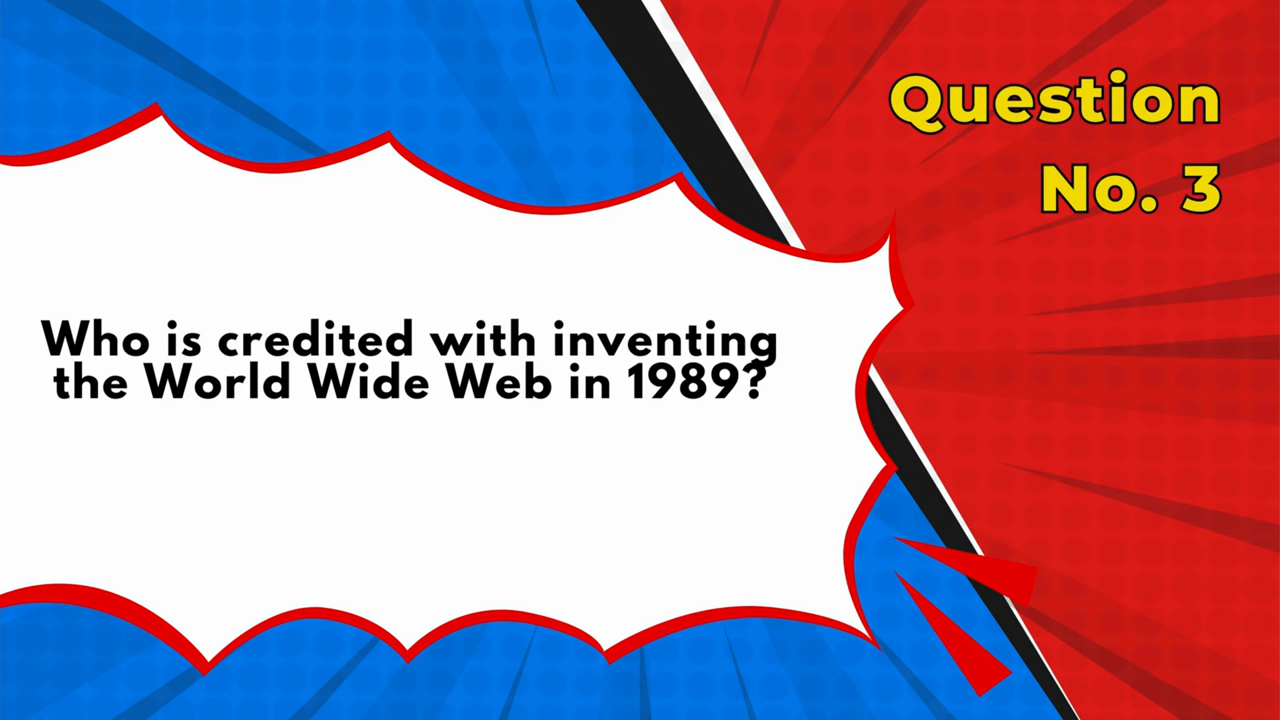 Question
No. 3
Who is credited with inventing
the World Wide Web in 1989?